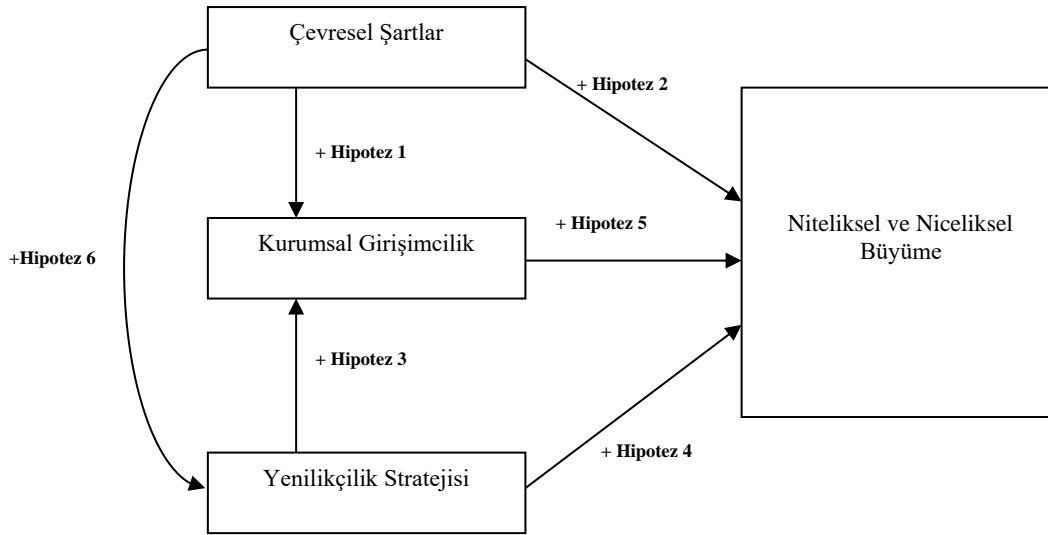 Çevresel Şartlar
+ Hipotez 2
+ Hipotez 1
Kurumsal Girişimcilik
+ Hipotez 5
Niteliksel ve Niceliksel
Büyüme
+Hipotez 6
+ Hipotez 3
Yenilikçilik Stratejisi
+ Hipotez 4